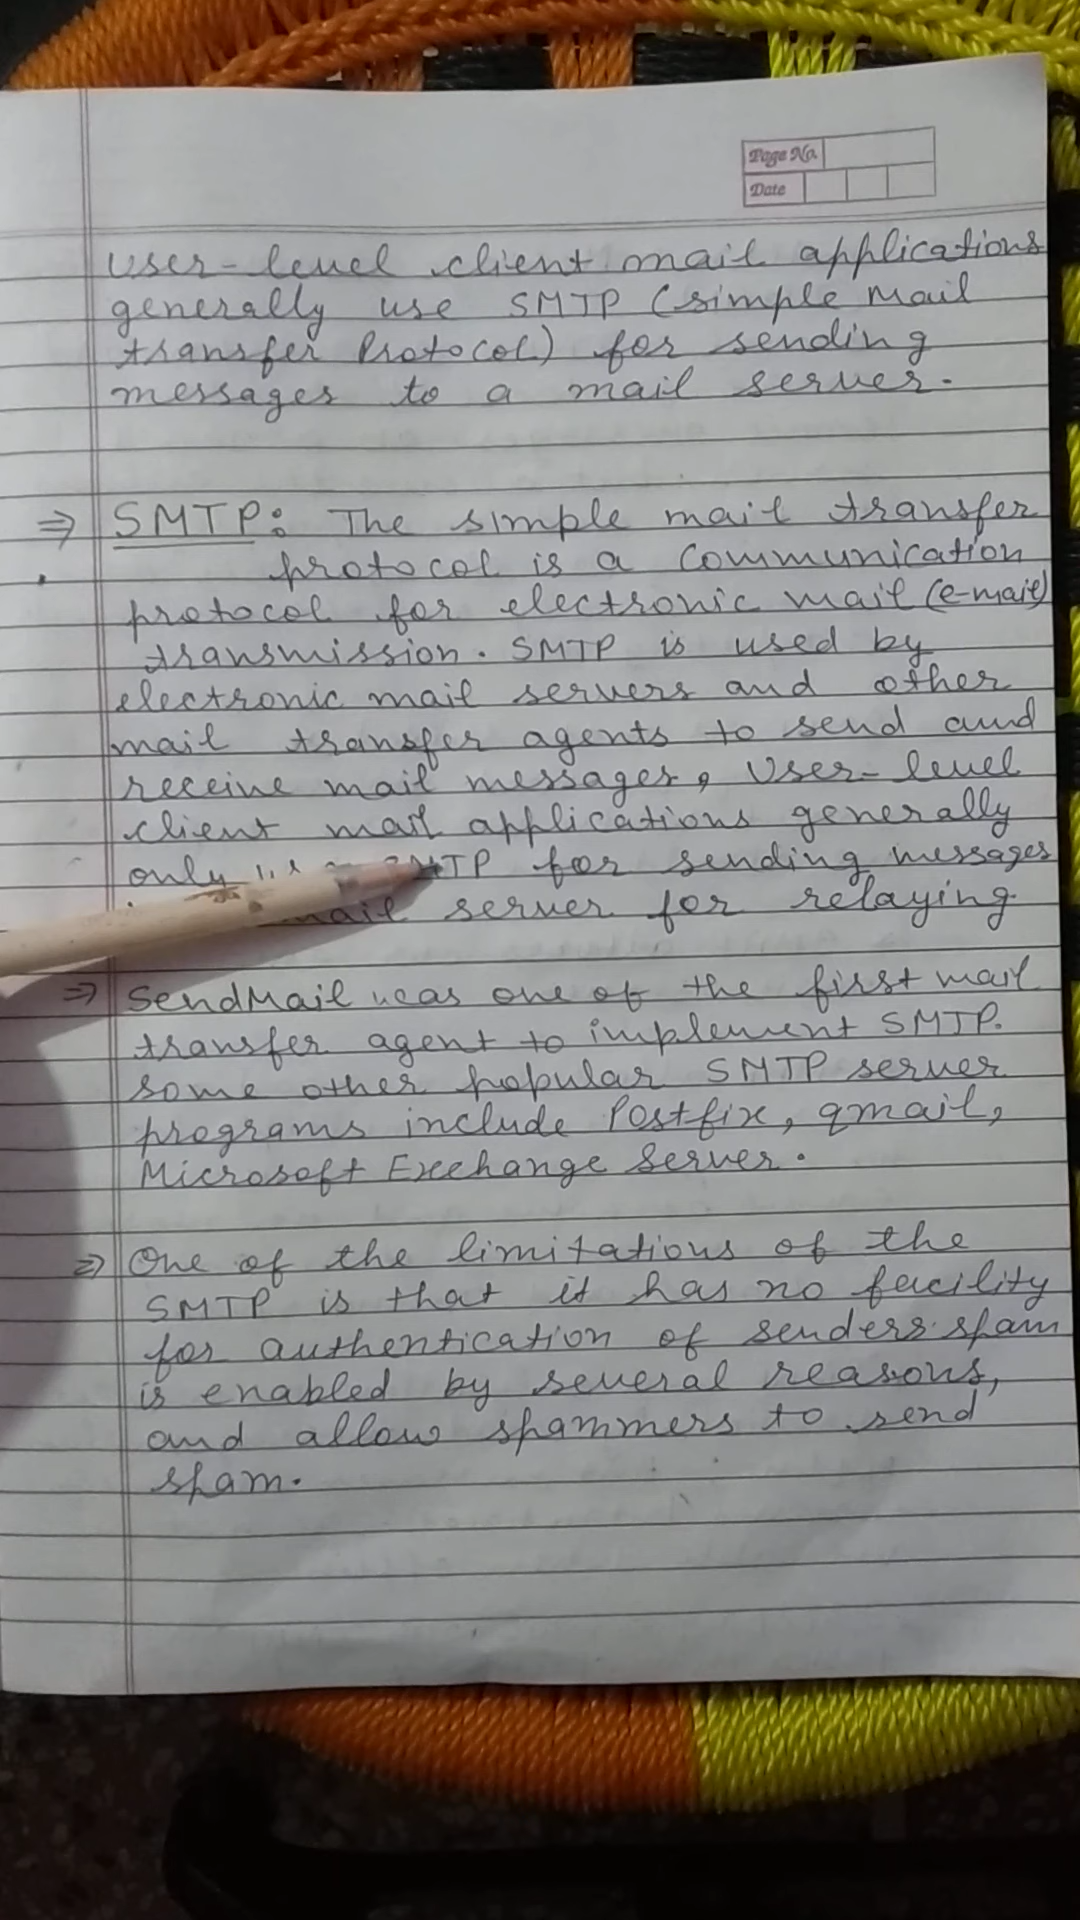 Page No.
Date
User-level client mail applications
generally use SMTP (simple Mail
transfer Protocol) for sending
messages to a mail server.
⇒ SMTP: The simple mail transfer
protocol is a communication
protocol for electronic mail (e-mail)
transmission. SMTP is used by
electronic mail servers and other
mail transfer agents to send and
receive mail messages, User-level
client mail applications generally
only SMTP for sending messages
mail server for relaying
⇒ SendMail was one of the first mail
transfer agent to implement SMTP.
some other popular SMTP server
programs include Postfix, qmail,
Microsoft Exchange Server.
⇒ One of the limitations of the
SMTP is that it has no facility
for authentication of senders. spam
is enabled by several reasons,
and allow spammers to send
spam.